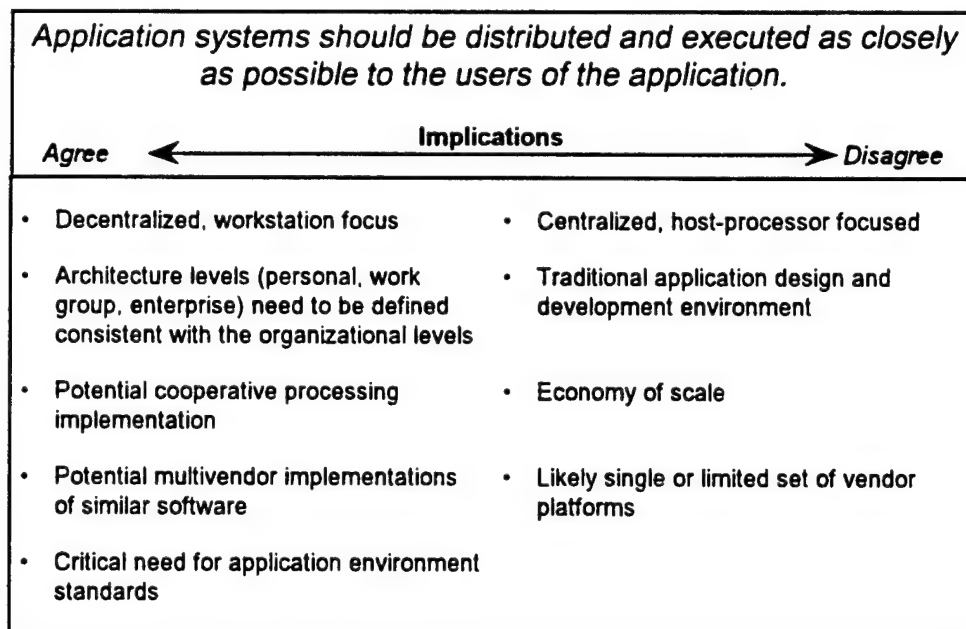 Application systems should be distributed and executed as closely
as possible to the users of the application.
Implications
Agree
Disagree
• Decentralized, workstation focus
• Architecture levels (personal, work
group, enterprise) need to be defined
consistent with the organizational levels
• Potential cooperative processing
implementation
• Potential multivendor implementations
of similar software
• Critical need for application environment
standards
• Centralized, host-processor focused
• Traditional application design and
development environment
• Economy of scale
• Likely single or limited set of vendor
platforms